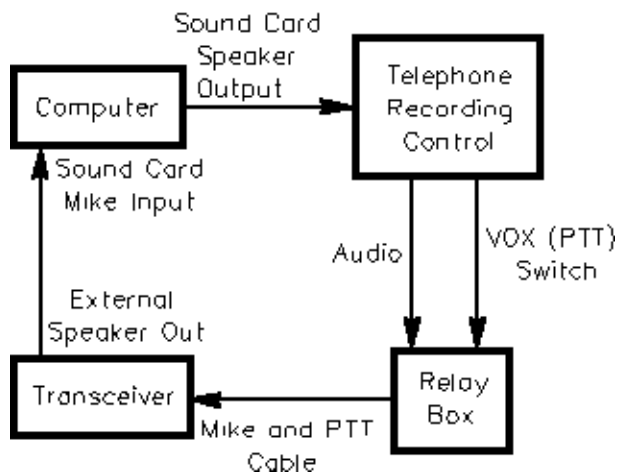 Sound Card
Speaker
Output
Computer
Telephone
Recording
Control
Sound Card
Mike Input
Audio
VOX (PTT)
Switch
External
Speaker Out
Transceiver
Relay
Box
Mike and PTT
Cable